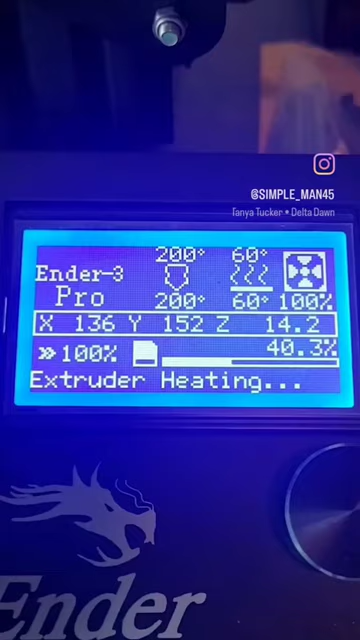 @SIMPLE_MAN45
Tanya Tucker • Delta Dawn
200° 60°
Ender-3
Pro
200° 60° 100%
X 136 Y 152 Z 14.2
»100% 40.3%
Extruder Heating...
Ender